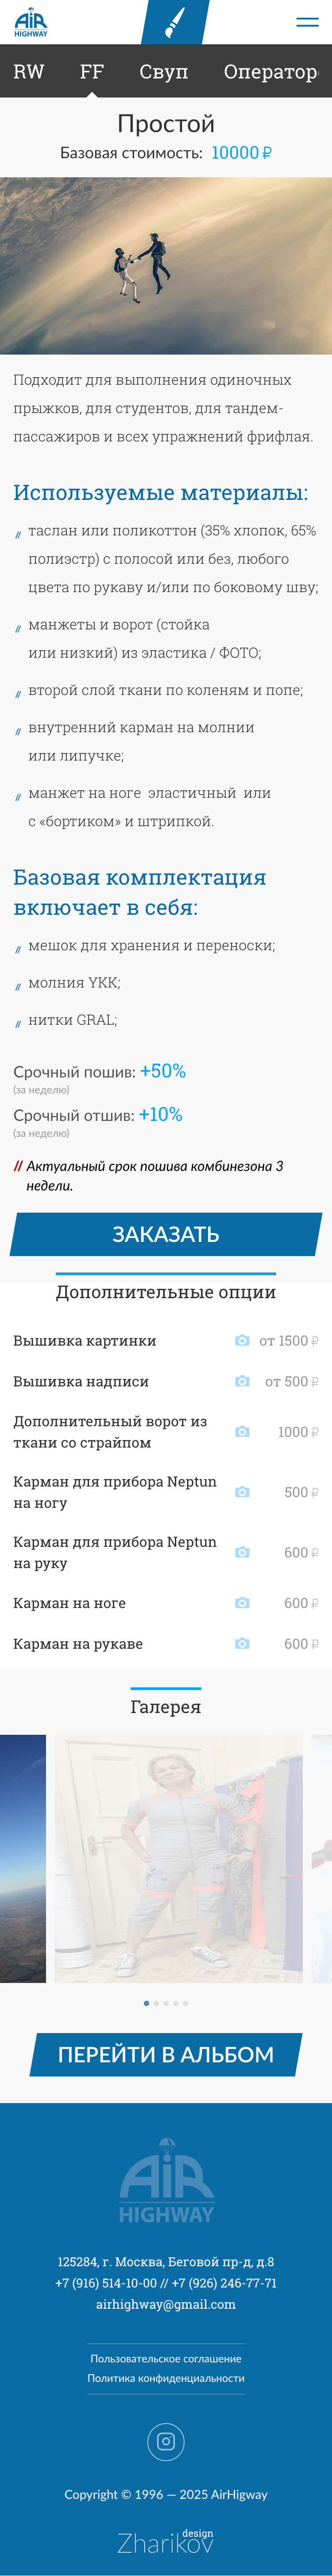 AIR
HIGHWAY
RW FF Свуп Оператор
Простой
Базовая стоимость: 10000 ₽
Подходит для выполнения одиночных
прыжков, для студентов, для тандем-
пассажиров и всех упражнений фрифлая.
Используемые материалы:
// таслан или поликоттон (35% хлопок, 65%
полиэстр) с полосой или без, любого
цвета по рукаву и/или по боковому шву;
// манжеты и ворот (стойка
или низкий) из эластика / ФОТО;
// второй слой ткани по коленям и попе;
// внутренний карман на молнии
или липучке;
// манжет на ноге эластичный или
с «бортиком» и штрипкой.
Базовая комплектация
включает в себя:
// мешок для хранения и переноски;
// молния YKK;
// нитки GRAL;
Срочный пошив: +50%
(за неделю)
Срочный отшив: +10%
(за неделю)
// Актуальный срок пошива комбинезона 3
недели.
ЗАКАЗАТЬ
Дополнительные опции
Вышивка картинки от 1500 ₽
Вышивка надписи от 500 ₽
Дополнительный ворот из
ткани со страйпом 1000 ₽
Карман для прибора Neptun
на ногу 500 ₽
Карман для прибора Neptun
на руку 600 ₽
Карман на ноге 600 ₽
Карман на рукаве 600 ₽
Галерея
ПЕРЕЙТИ В АЛЬБОМ
AIR
HIGHWAY
125284, г. Москва, Беговой пр-д, д.8
+7 (916) 514-10-00 // +7 (926) 246-77-71
airhighway@gmail.com
Пользовательское соглашение
Политика конфиденциальности
Copyright © 1996 — 2025 AirHigway
design
Zharikov